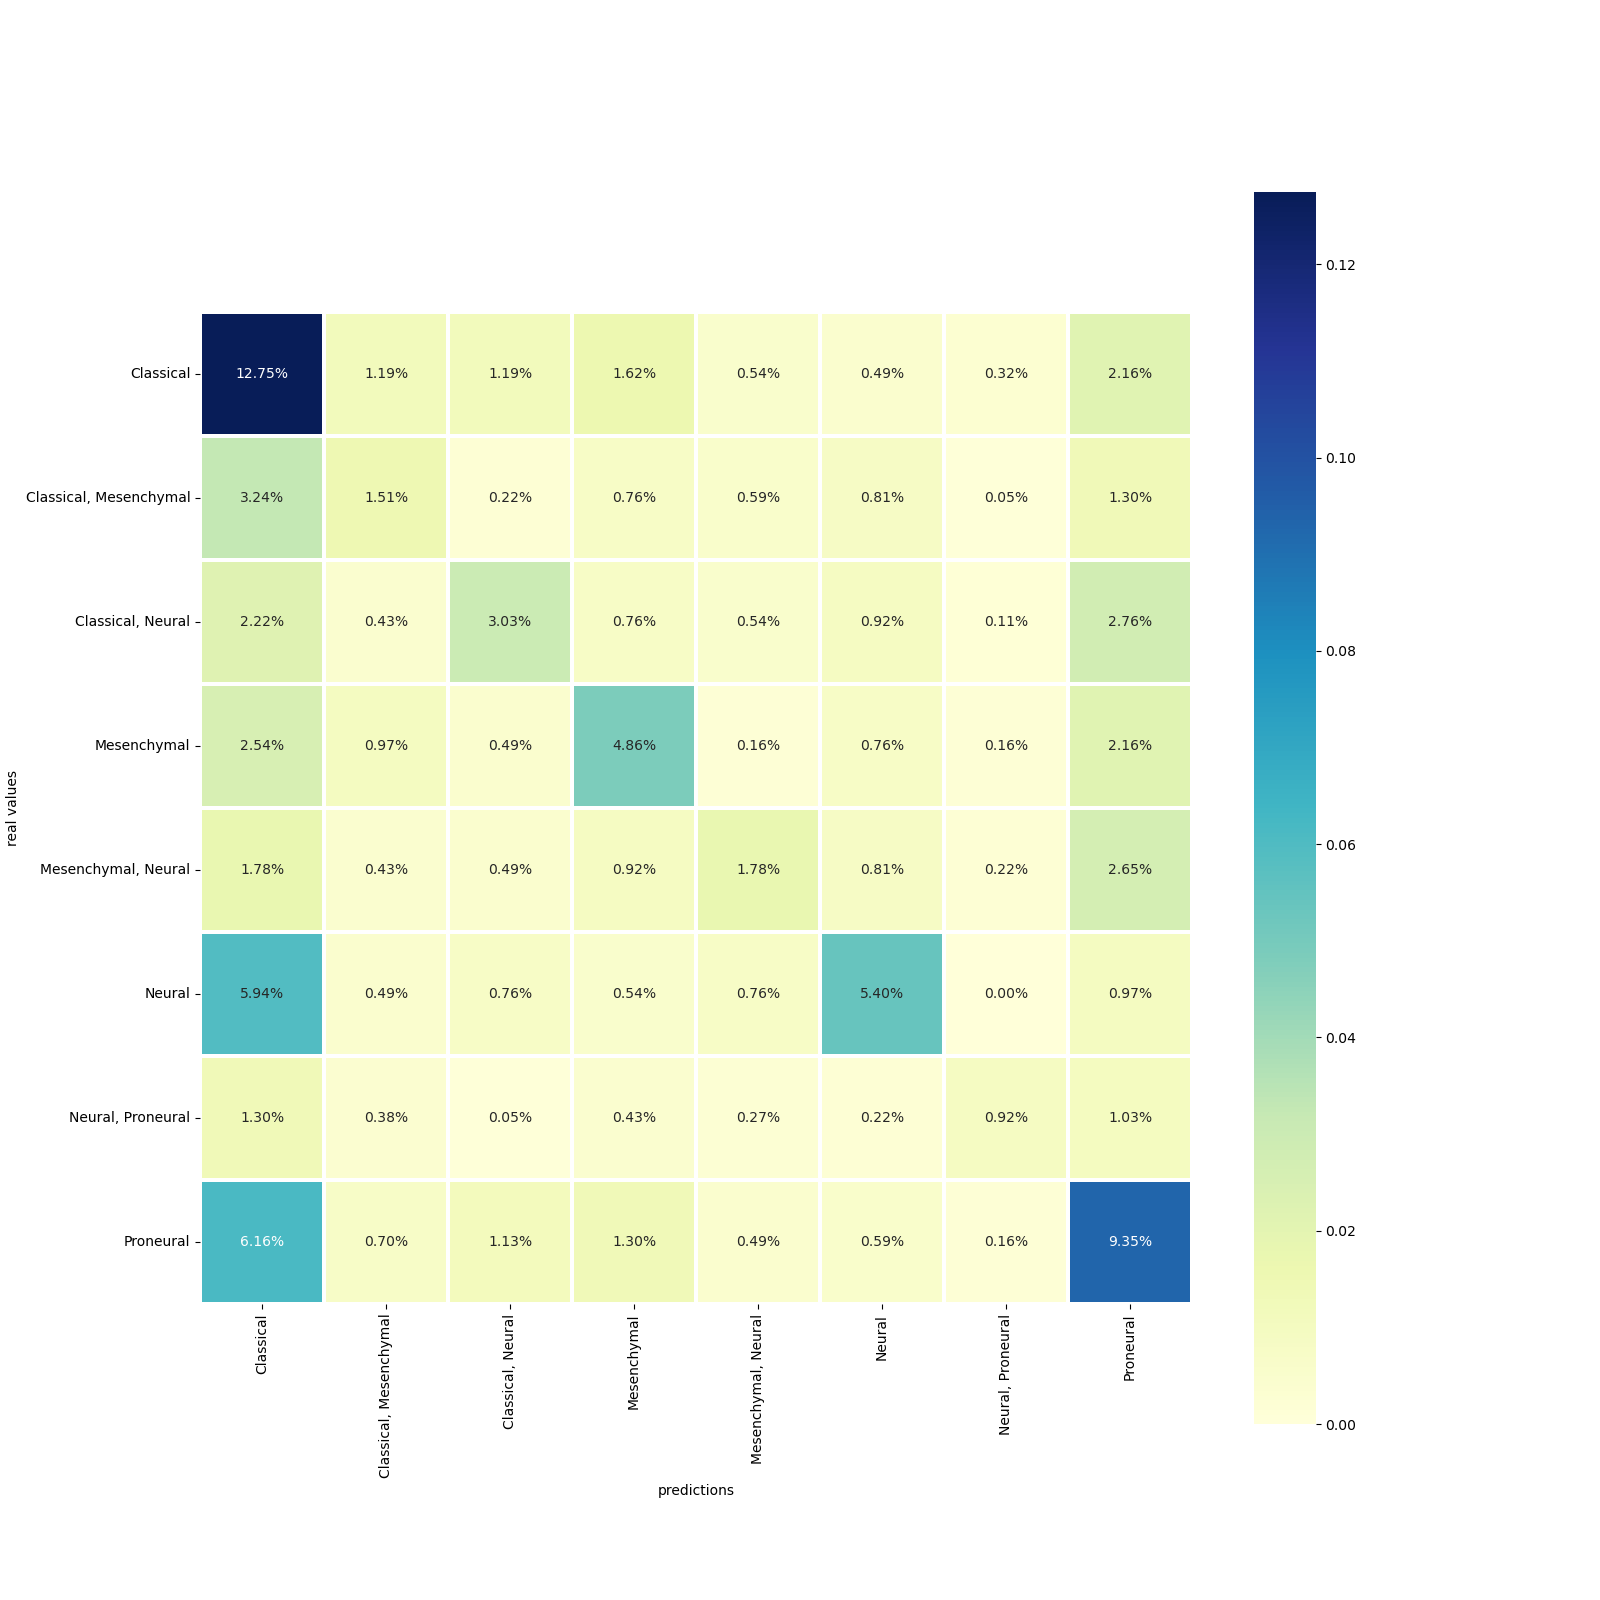 0.12
Classical 12.75% 1.19% 1.19% 1.62% 0.54% 0.49% 0.32% 2.16%
0.10
Classical, Mesenchymal 3.24% 1.51% 0.22% 0.76% 0.59% 0.81% 0.05% 1.30%
Classical, Neural 2.22% 0.43% 3.03% 0.76% 0.54% 0.92% 0.11% 2.76%
0.08
Mesenchymal 2.54% 0.97% 0.49% 4.86% 0.16% 0.76% 0.16% 2.16%
real values
0.06
Mesenchymal, Neural 1.78% 0.43% 0.49% 0.92% 1.78% 0.81% 0.22% 2.65%
Neural 5.94% 0.49% 0.76% 0.54% 0.76% 5.40% 0.00% 0.97%
0.04
Neural, Proneural 1.30% 0.38% 0.05% 0.43% 0.27% 0.22% 0.92% 1.03%
0.02
Proneural 6.16% 0.70% 1.13% 1.30% 0.49% 0.59% 0.16% 9.35%
Classical
Classical, Mesenchymal
Classical, Neural
Mesenchymal
Mesenchymal, Neural
Neural
Neural, Proneural
Proneural
0.00
predictions